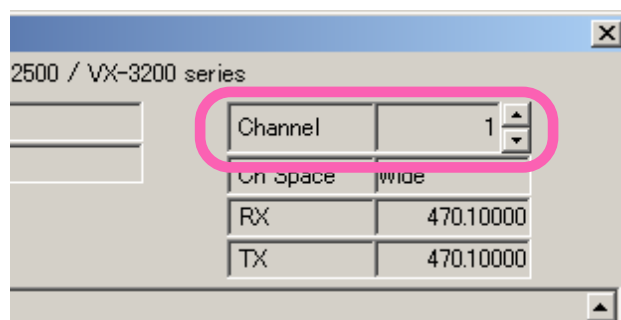 2500 / VX-3200 series
Channel 1
Ch Space Wide
RX 470.10000
TX 470.10000